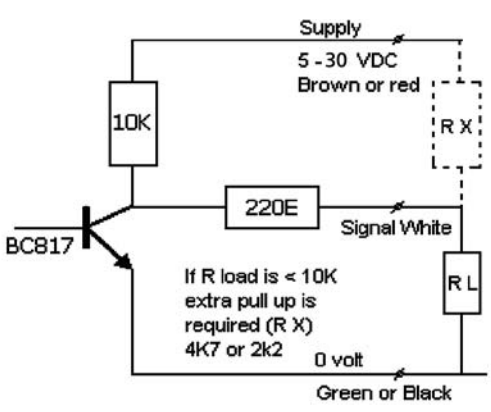 Supply
5 -30 VDC
Brown or red
10K
R X
220E
Signal White
BC817
If R load is < 10K
extra pull up is
required (R X)
4K7 or 2k2
R L
0 volt
Green or Black